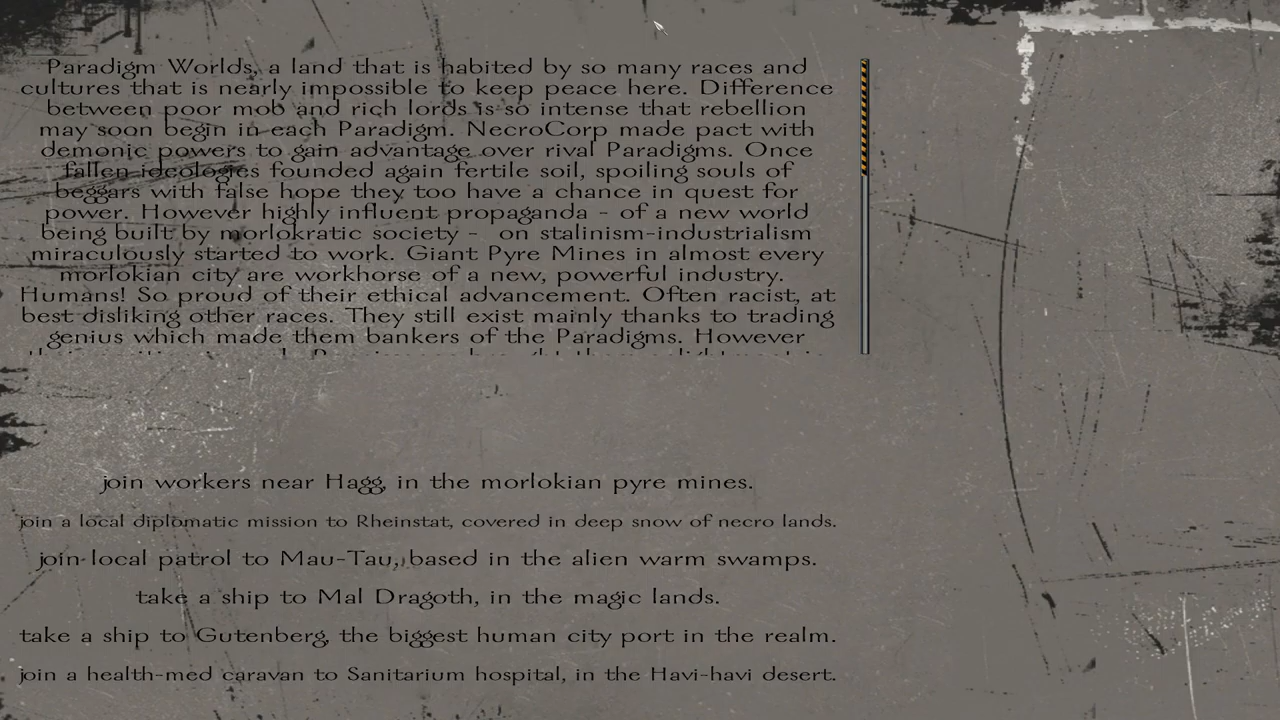 Paradigm Worlds, a land that is habited by so many races and
cultures that is nearly impossible to keep peace here. Difference
between poor mob and rich lords is so intense that rebellion
may soon begin in each Paradigm. NecroCorp made pact with
demonic powers to gain advantage over rival Paradigms. Once
fallen ideologies founded again fertile soil, spoiling souls of
beggars with false hope they too have a chance in quest for
power. However highly influent propaganda - of a new world
being built by morlokratic society - on stalinism-industrialism
miraculously started to work. Giant Pyre Mines in almost every
morlokian city are workhorse of a new, powerful industry.
Humans! So proud of their ethical advancement. Often racist, at
best disliking other races. They still exist mainly thanks to trading
genius which made them bankers of the Paradigms. However
join workers near Hagg, in the morlokian pyre mines.
join a local diplomatic mission to Rheinstat, covered in deep snow of necro lands.
join local patrol to Mau-Tau, based in the alien warm swamps.
take a ship to Mal Dragoth, in the magic lands.
take a ship to Gutenberg, the biggest human city port in the realm.
join a health-med caravan to Sanitarium hospital, in the Havi-havi desert.